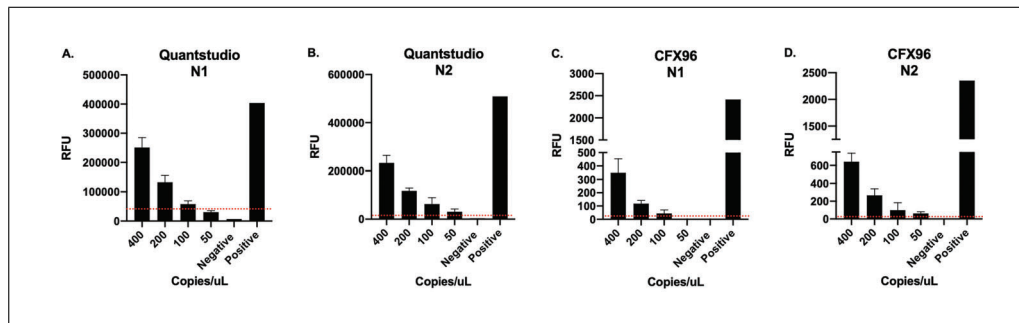 A.
Quantstudio
N1
500000
400000
300000
200000
100000
0
RFU
400
200
100
50
Negative
Positive
Copies/uL
B.
Quantstudio
N2
600000
400000
200000
0
RFU
400
200
100
50
Negative
Positive
Copies/uL
C.
CFX96
N1
3000
2500
2000
1500
500
400
300
200
100
0
RFU
400
200
100
50
Negative
Positive
Copies/uL
D.
CFX96
N2
2500
2000
1500
600
400
200
0
RFU
400
200
100
50
Negative
Positive
Copies/uL